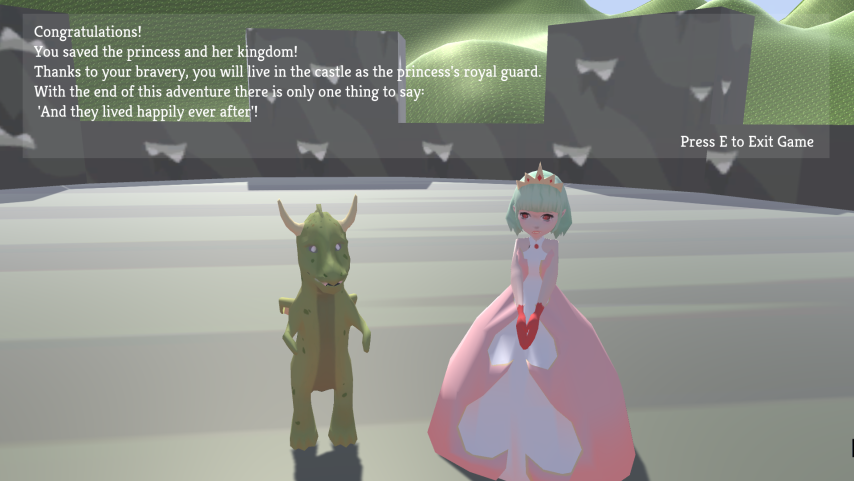 Congratulations!
You saved the princess and her kingdom!
Thanks to your bravery, you will live in the castle as the princess's royal guard.
With the end of this adventure there is only one thing to say:
'And they lived happily ever after'!
Press E to Exit Game